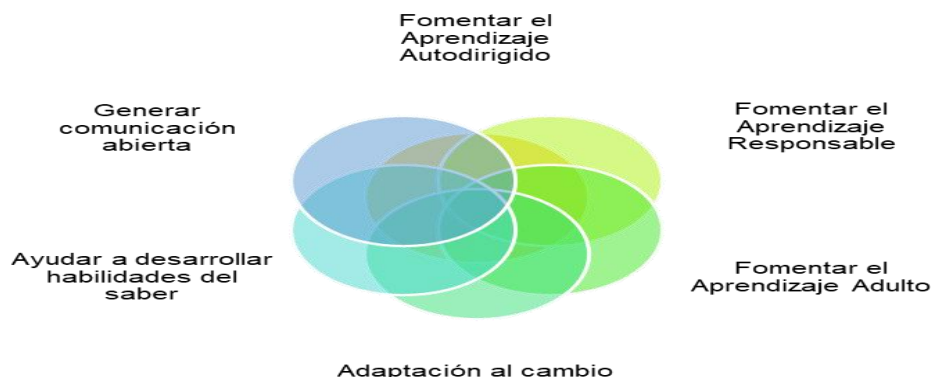 Fomentar el
Aprendizaje
Autodirigido
Generar
comunicación
abierta
Fomentar el
Aprendizaje
Responsable
Ayudar a desarrollar
habilidades del
saber
Fomentar el
Aprendizaje Adulto
Adaptación al cambio